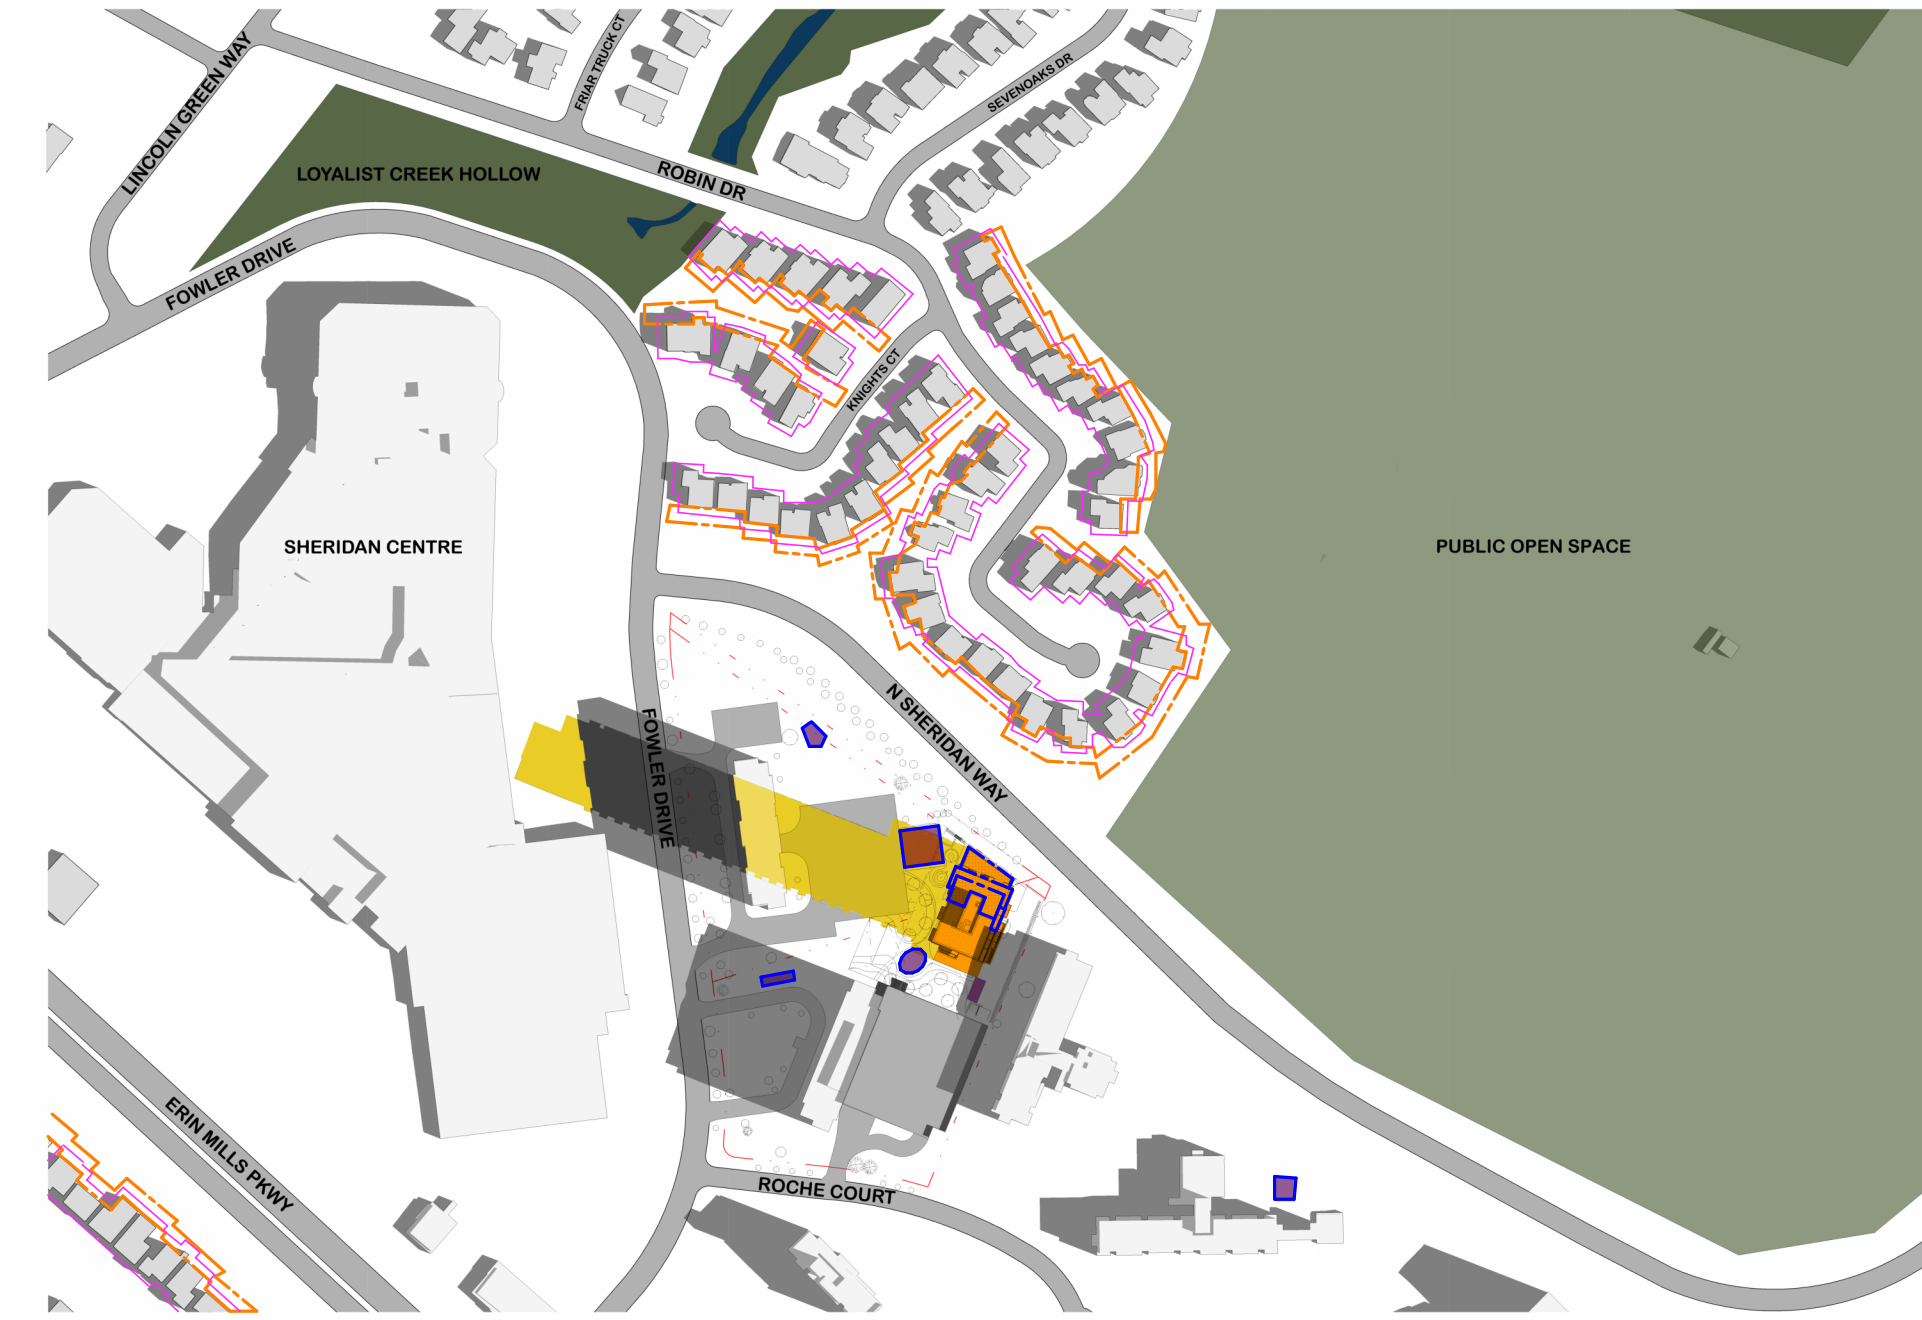 LINCOLN GREEN WAY
FRIAR TRUCK CT
SEVENOAKS DR
LOYALIST CREEK HOLLOW
ROBIN DR
FOWLER DRIVE
KNIGHTS CT
SHERIDAN CENTRE
PUBLIC OPEN SPACE
FOWLER DRIVE
N SHERIDAN WAY
ERIN MILLS PKWY
ROCHE COURT